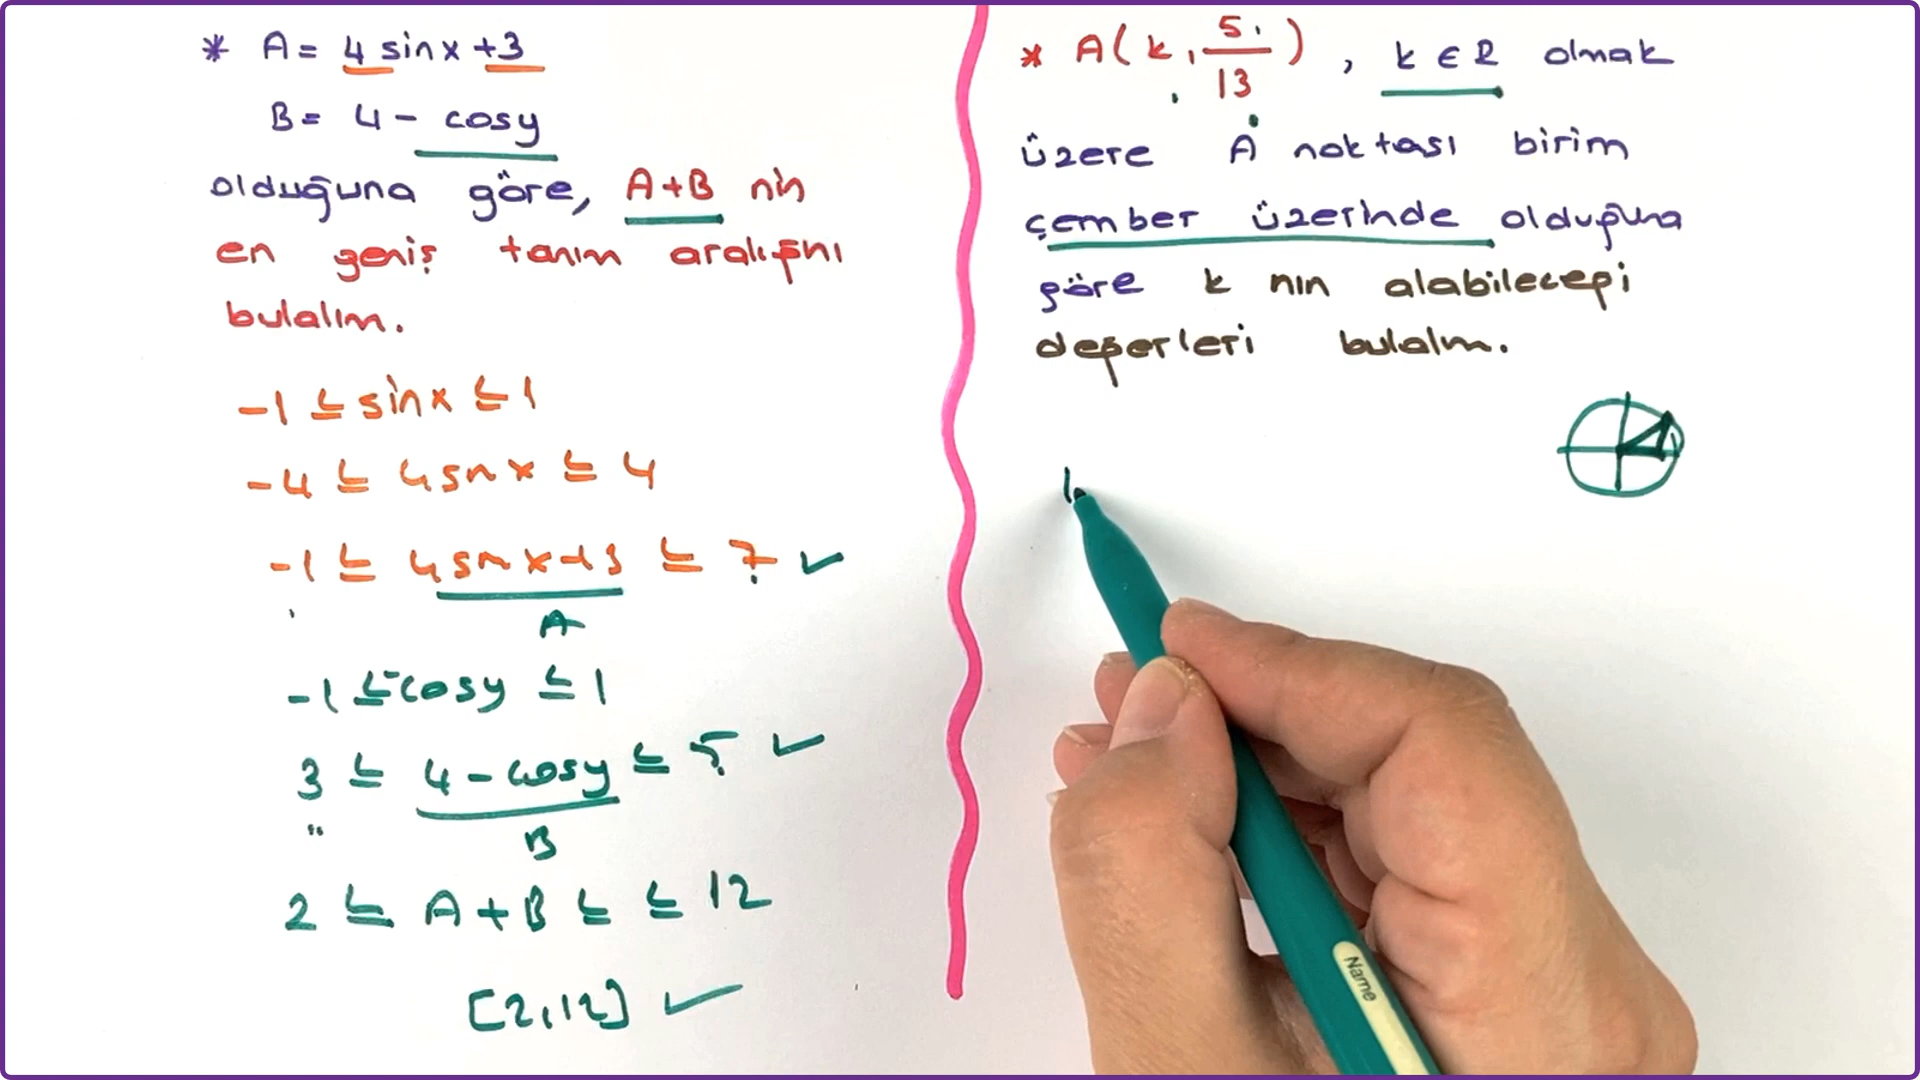 * A = 4 sinx + 3
B = 4 - cosy
olduğuna göre, A+B nin
en geniş tanım aralığını
bulalım.
-1 ≤ sinx ≤ 1
-4 ≤ 4sinx ≤ 4
-1 ≤ 4sinx+3 ≤ 7 ✓
A
-1 ≤ -cosy ≤ 1
3 ≤ 4 - cosy ≤ 5 ✓
B
2 ≤ A + B ≤ ≤ 12
[2,12] ✓
* A(k, 5/13), k ∈ R olmak
üzere A noktası birim
çember üzerinde olduğuna
göre k nın alabileceği
değerleri bulalım.
Name